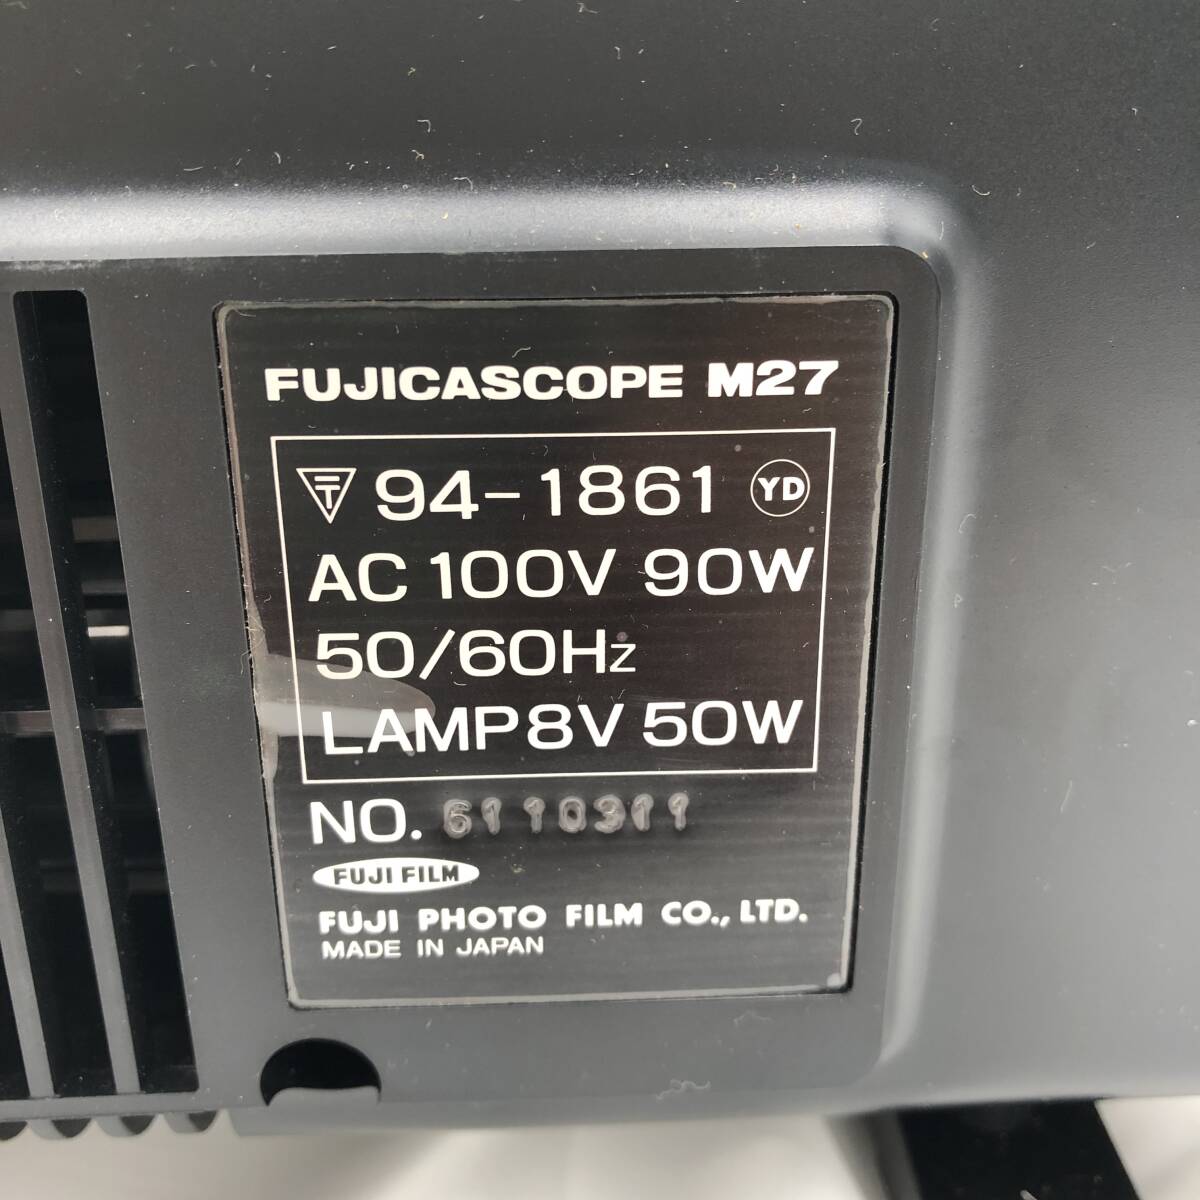 FUJICASCOPE M27
〒 94-1861 YD
AC 100V 90W
50/60Hz
LAMP 8V 50W
NO. 6110311
FUJI FILM
FUJI PHOTO FILM CO., LTD.
MADE IN JAPAN